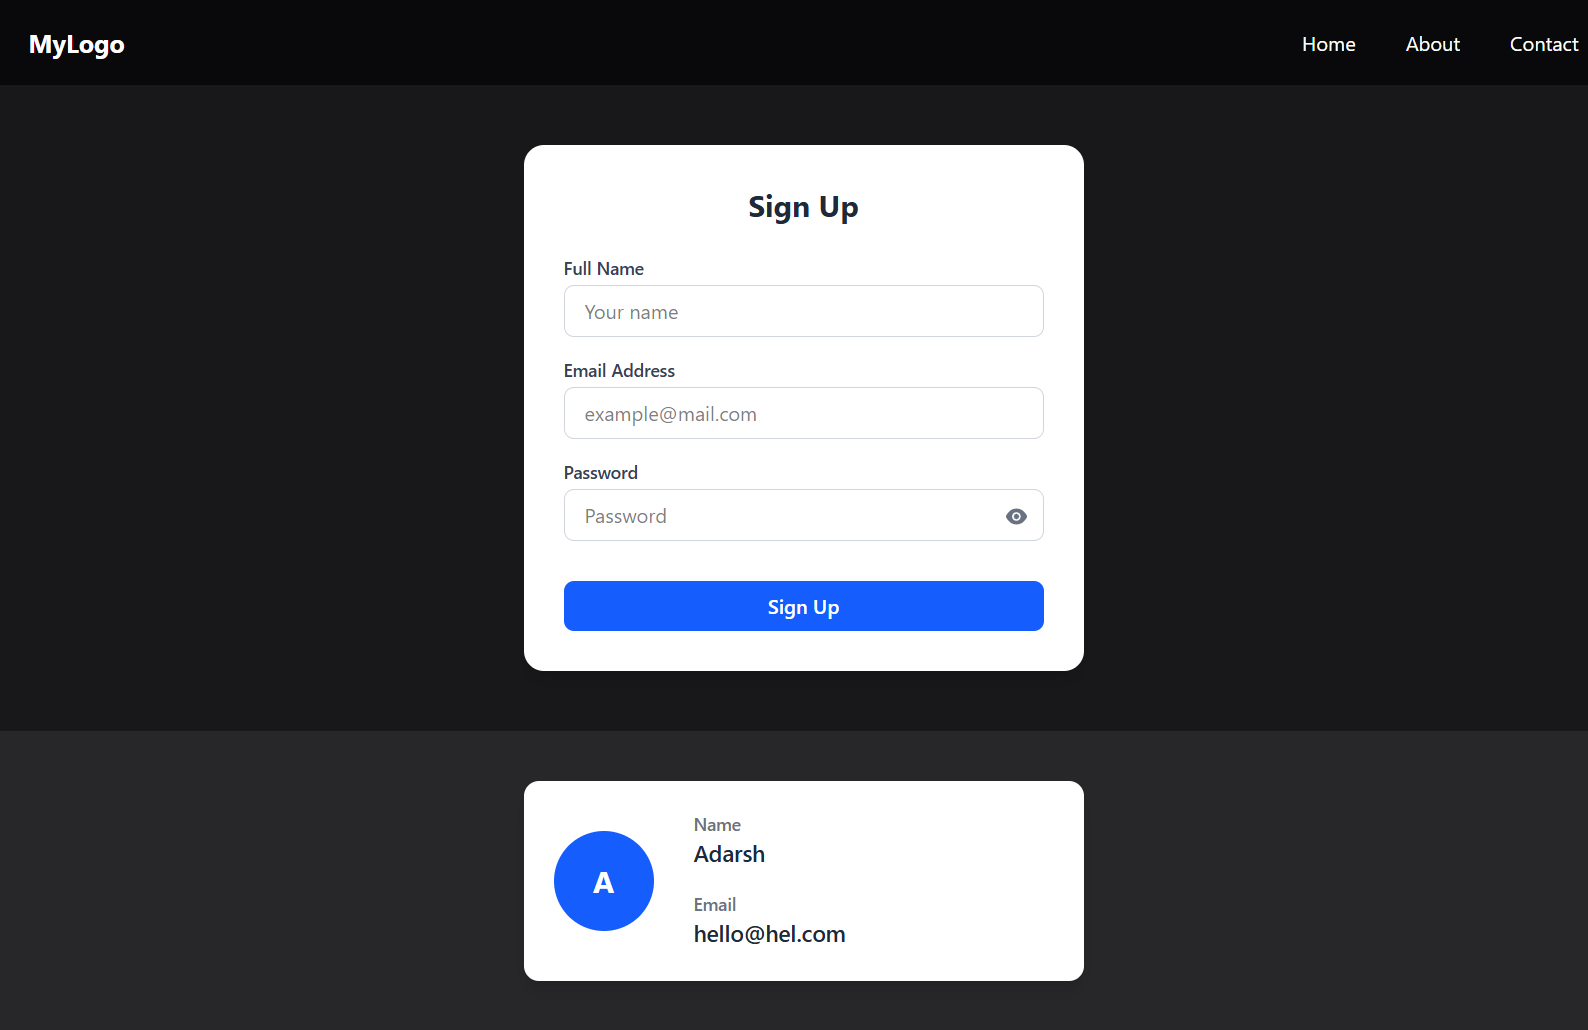 MyLogo
Home About Contact
Sign Up
Full Name
Your name
Email Address
example@mail.com
Password
Password
Sign Up
A
Name
Adarsh
Email
hello@hel.com